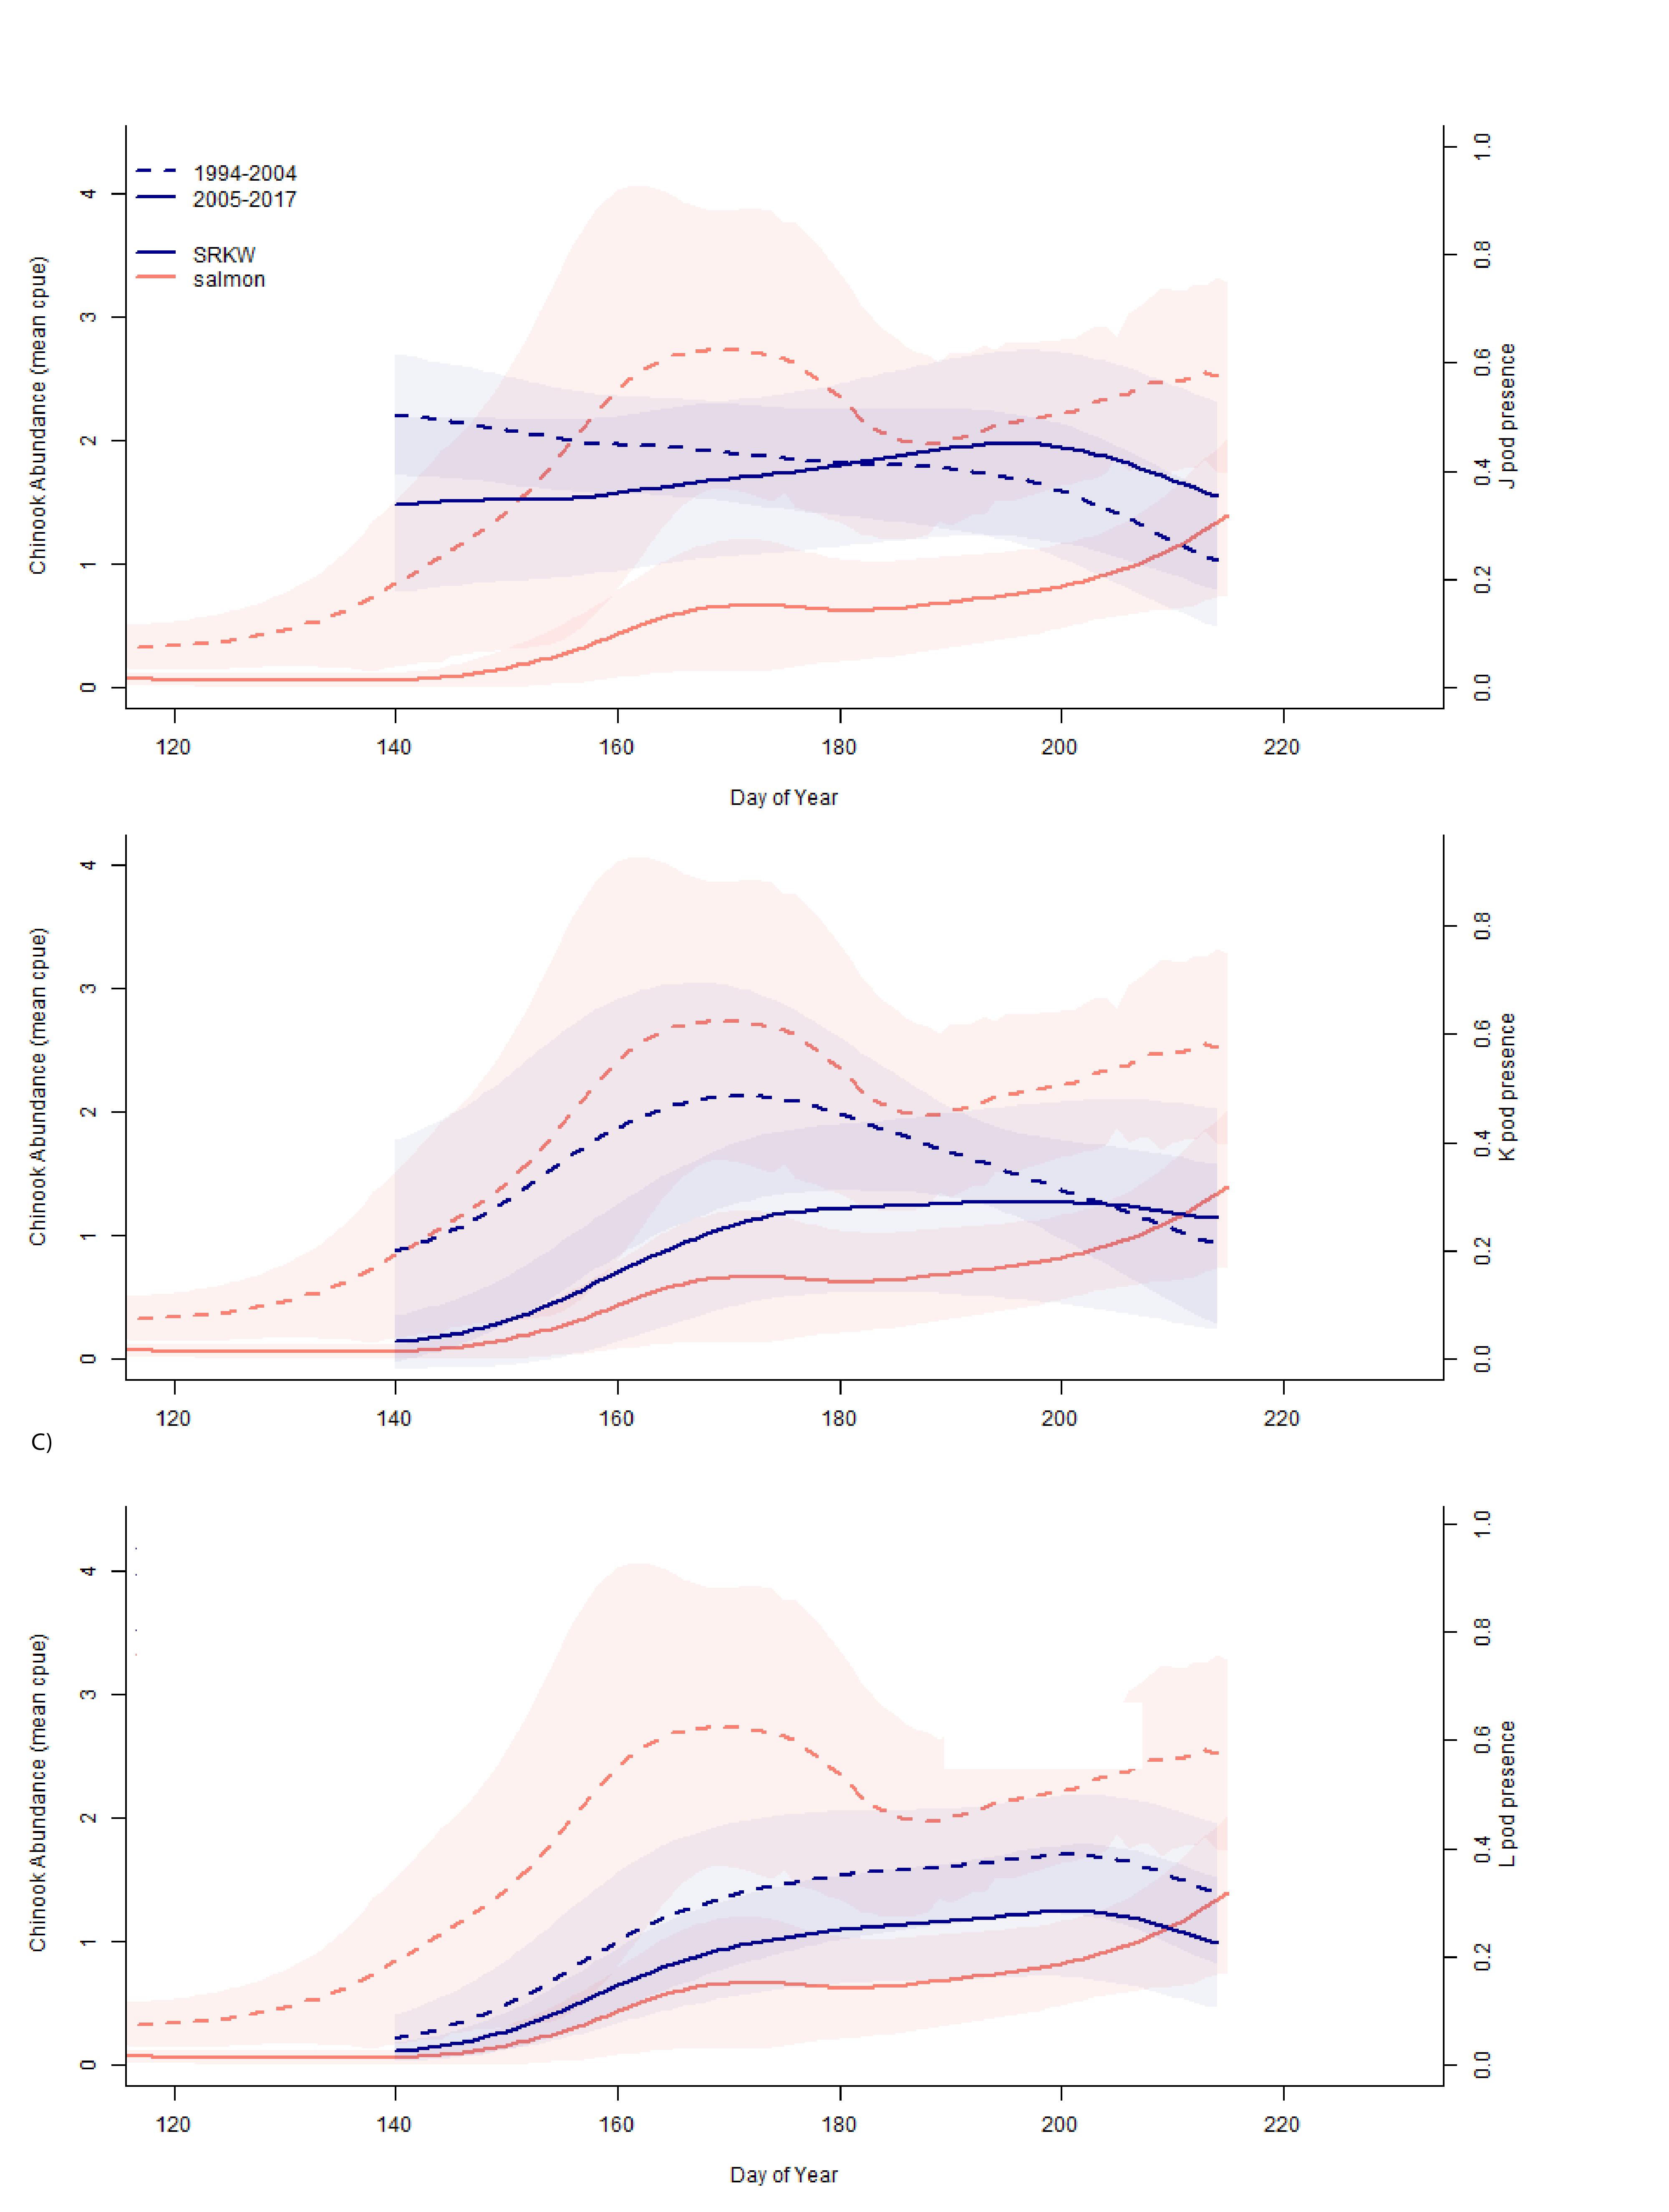 1994-2004
2005-2017
SRKW
salmon
Chinook Abundance (mean cpue)
0 1 2 3 4
J pod presence
0.0 0.2 0.4 0.6 0.8 1.0
120 140 160 180 200 220
Day of Year
Chinook Abundance (mean cpue)
0 1 2 3 4
K pod presence
0.0 0.2 0.4 0.6 0.8
120 140 160 180 200 220
C)
Chinook Abundance (mean cpue)
0 1 2 3 4
L pod presence
0.0 0.2 0.4 0.6 0.8 1.0
120 140 160 180 200 220
Day of Year